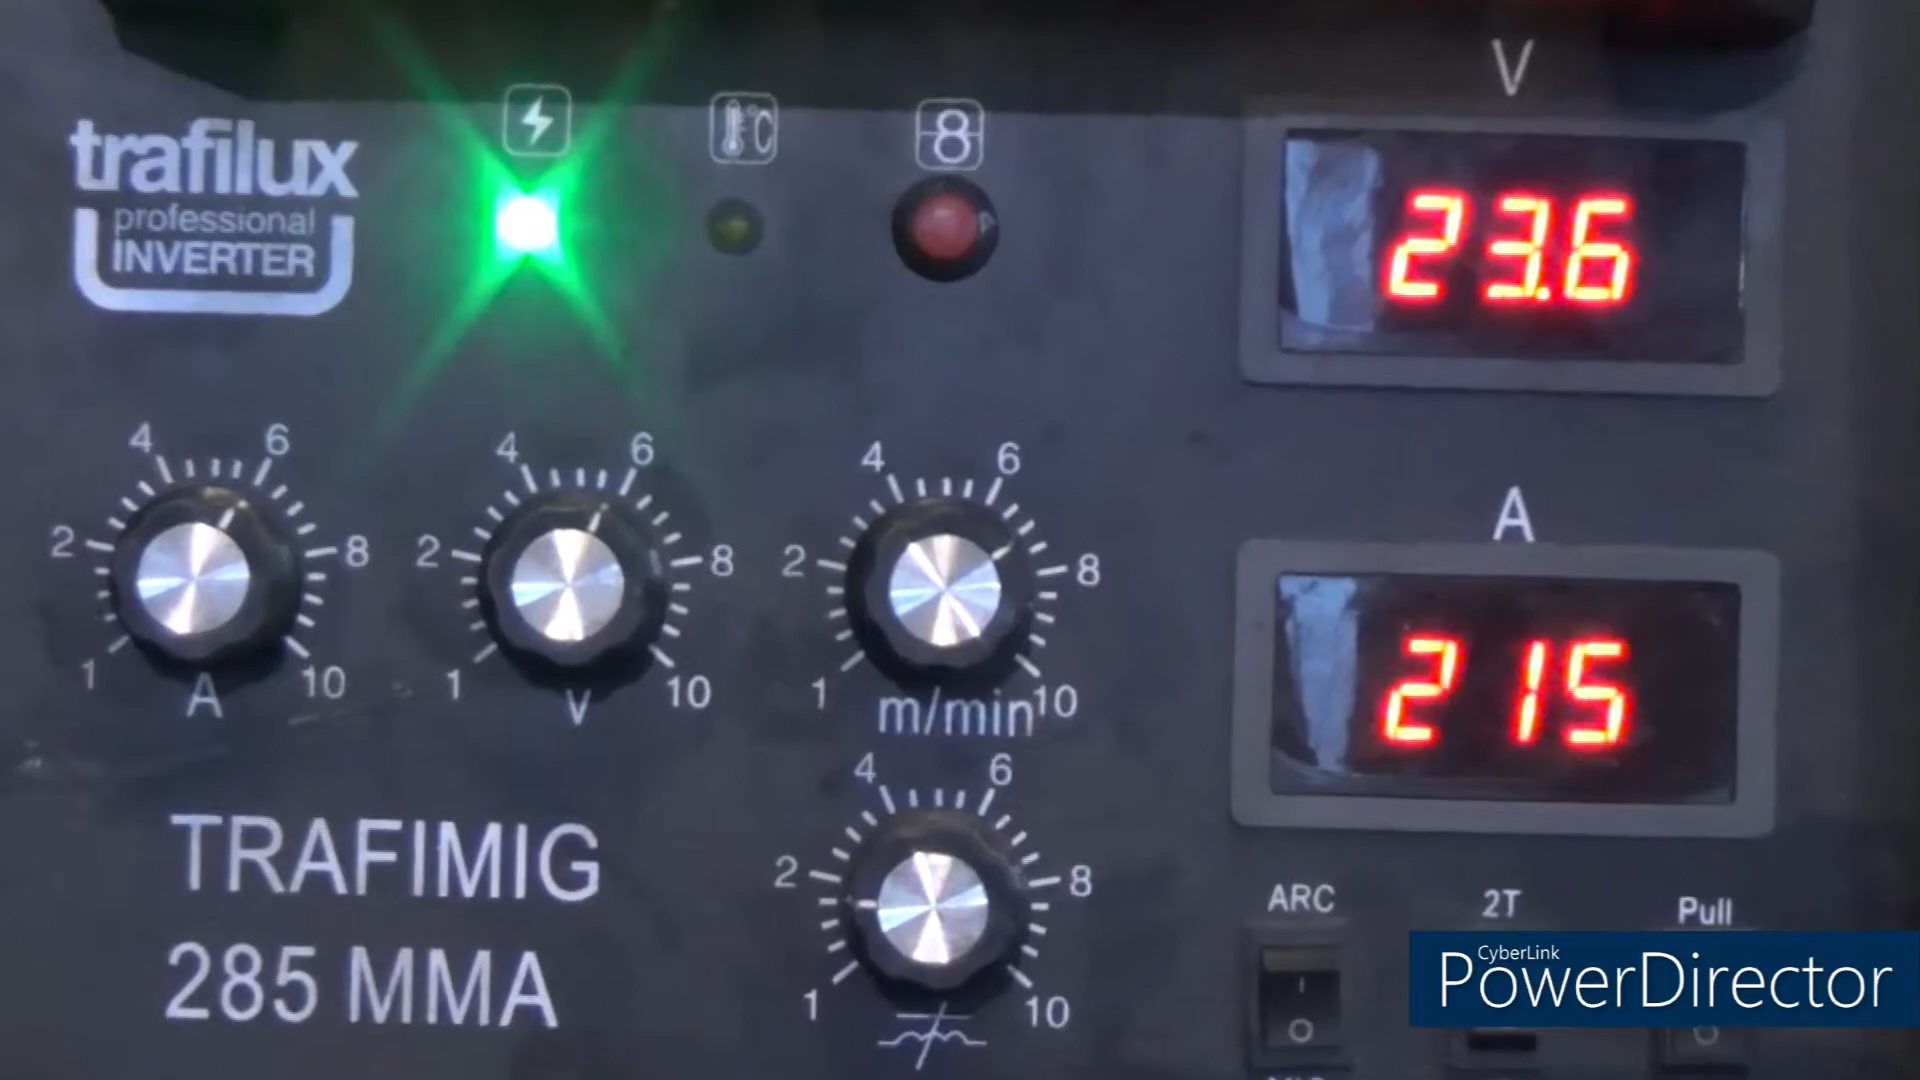 trafilux
professional
INVERTER
°C
8
V
23.6
4 6
2 8
1 10
A
4 6
2 8
1 10
V
4 6
2 8
1 10
m/min
4 6
2 8
1 10
A
215
TRAFIMIG
285 MMA
ARC
2T
Pull
CyberLink
PowerDirector